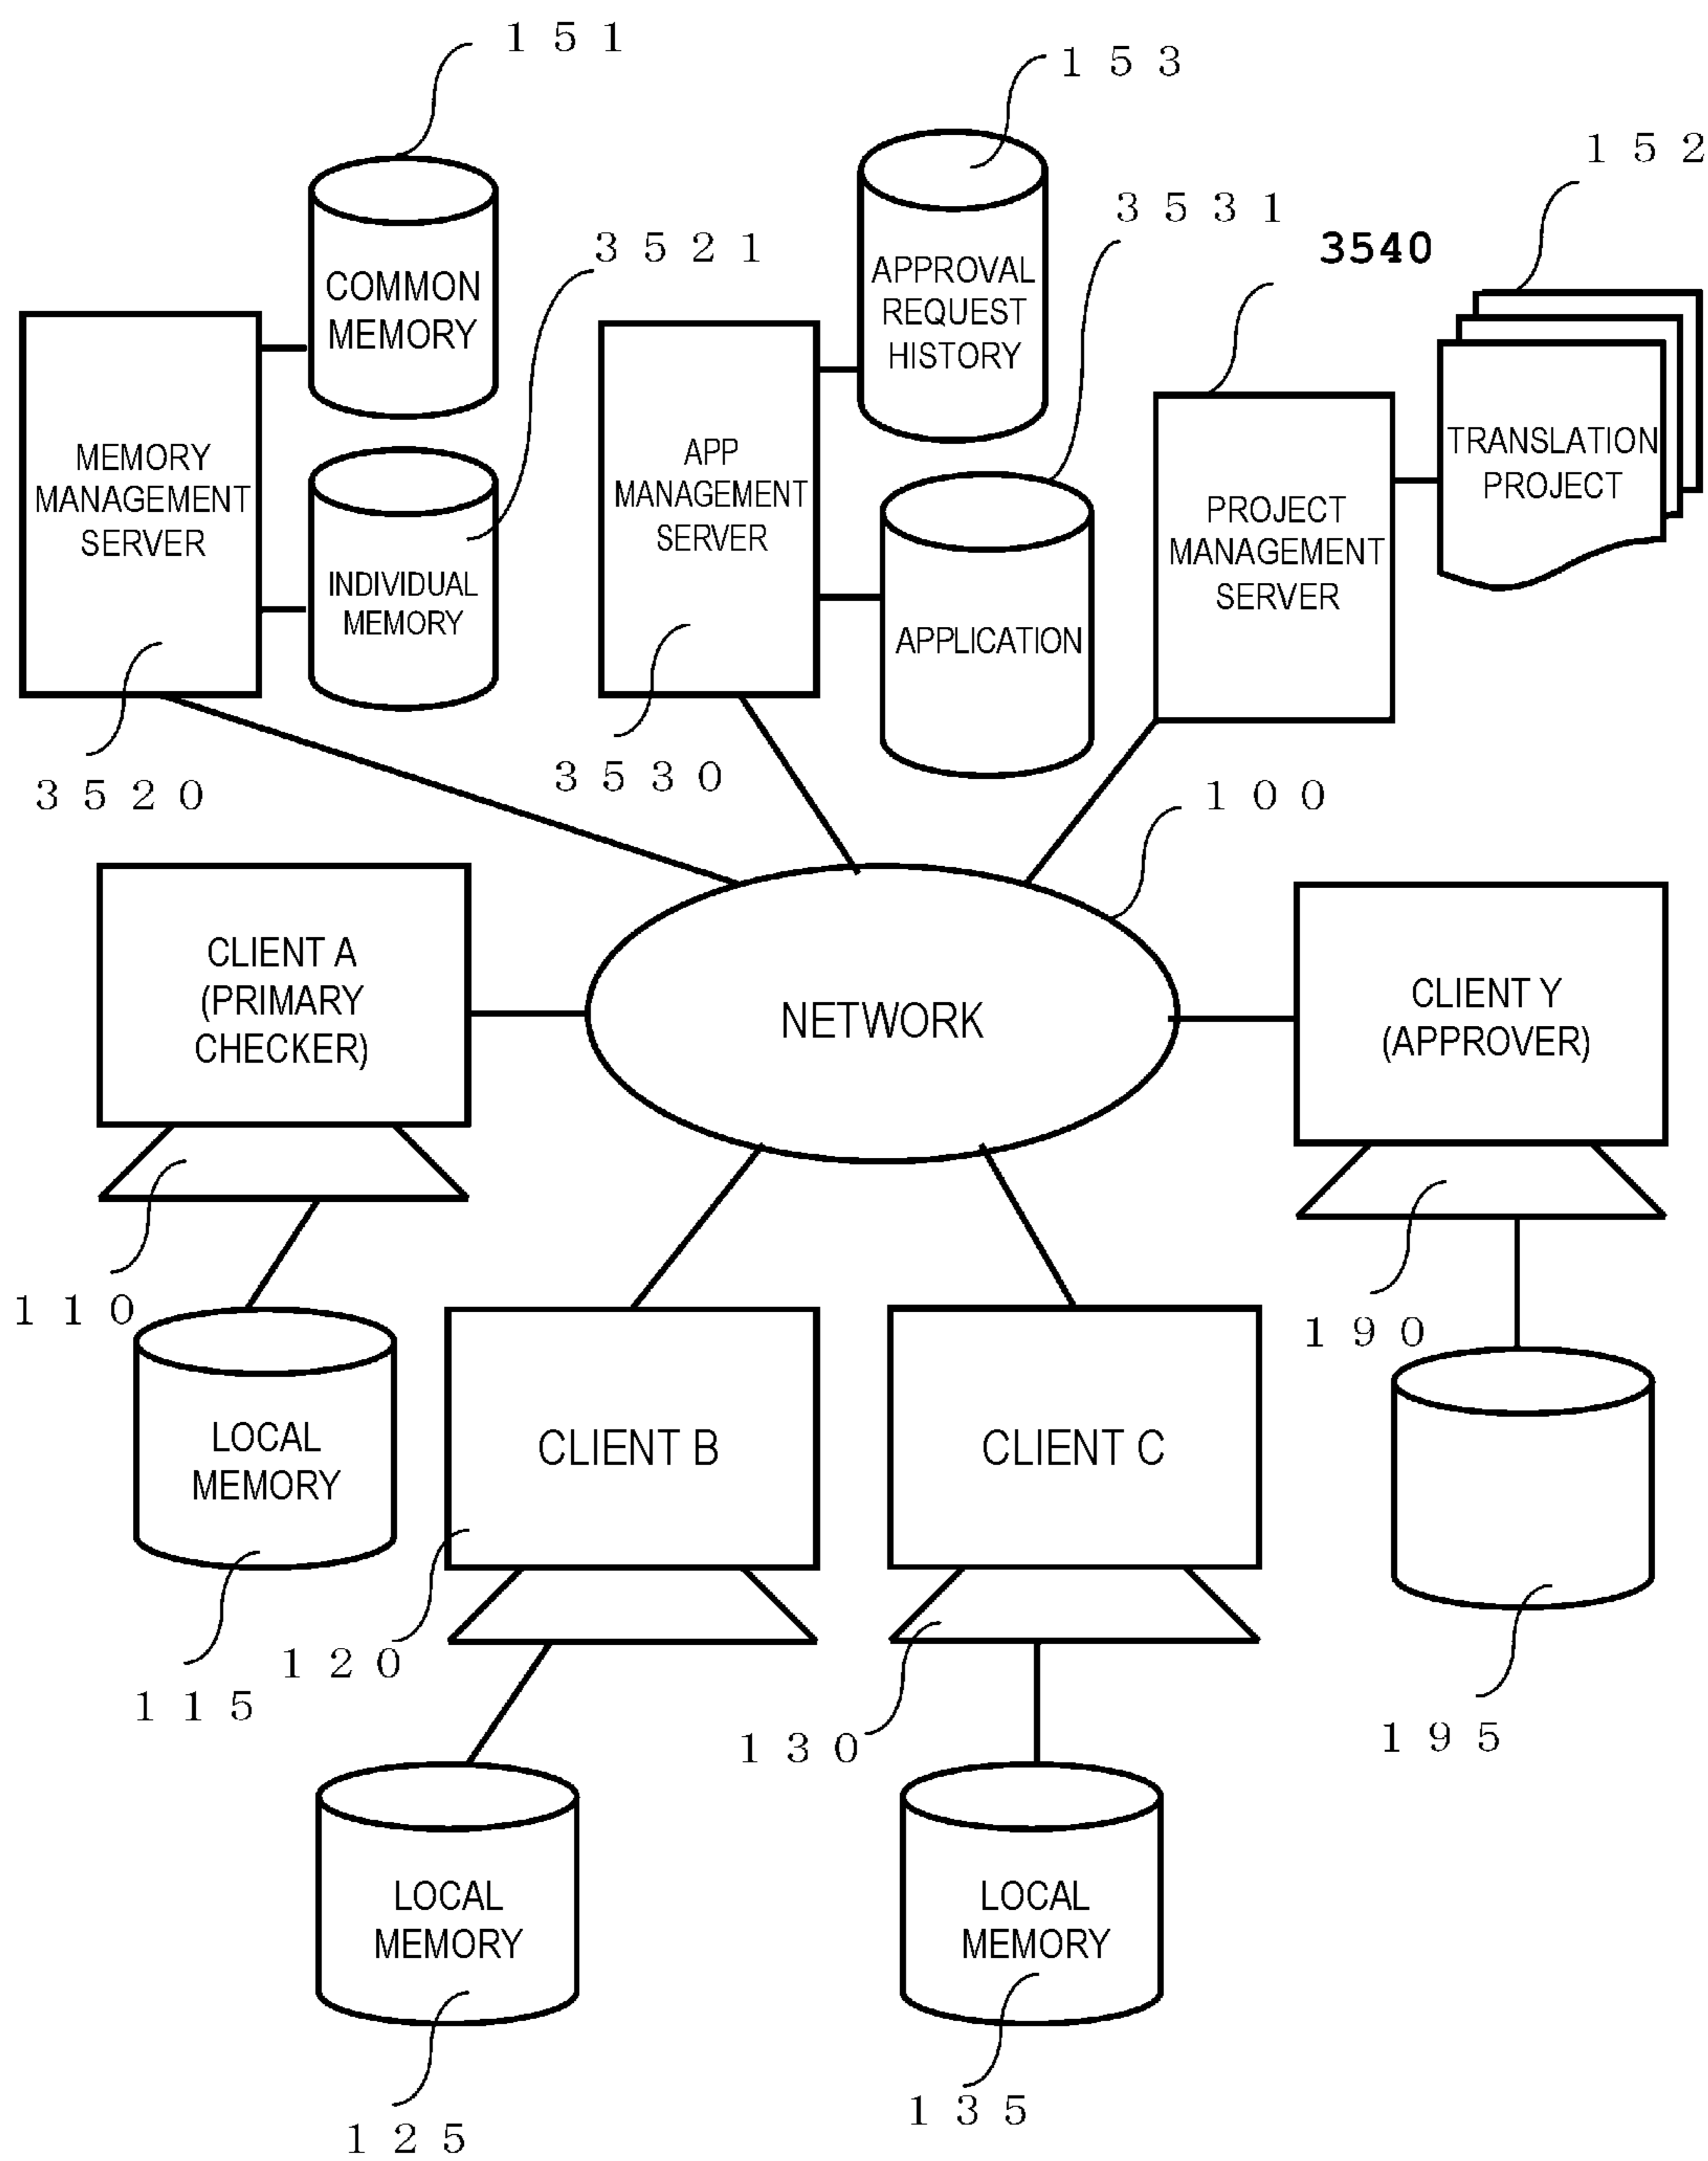 151
153
152
3521
3531
3540
COMMON
MEMORY
APPROVAL
REQUEST
HISTORY
MEMORY
MANAGEMENT
SERVER
APP
MANAGEMENT
SERVER
TRANSLATION
PROJECT
PROJECT
MANAGEMENT
SERVER
INDIVIDUAL
MEMORY
APPLICATION
3520
3530
100
CLIENT A
(PRIMARY
CHECKER)
NETWORK
CLIENT Y
(APPROVER)
110
190
LOCAL
MEMORY
CLIENT B
CLIENT C
115
120
130
195
LOCAL
MEMORY
LOCAL
MEMORY
125
135